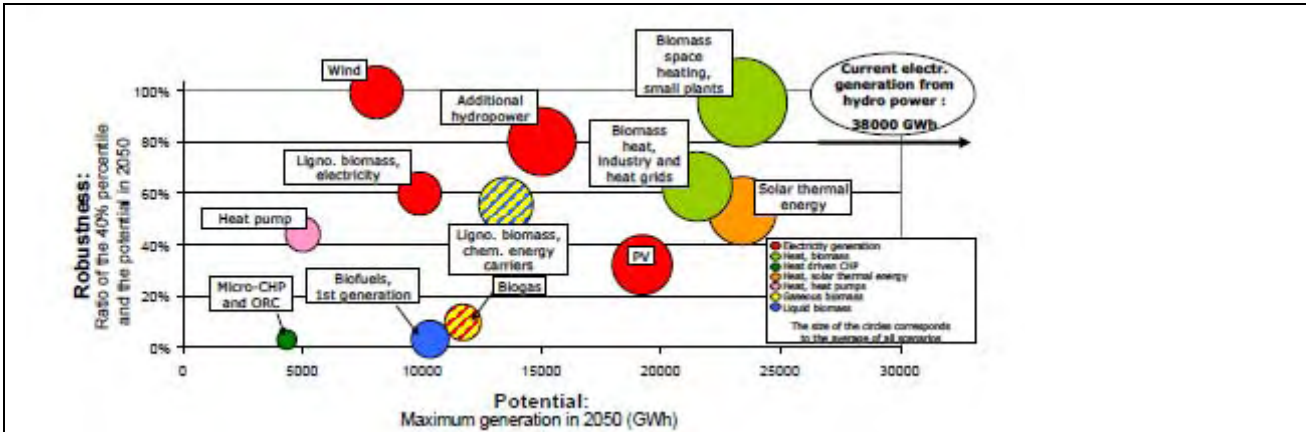 Biomass
space
heating,
small plants
Wind
Current electr.
generation from
hydro power :
38000 GWh
Additional
hydropower
Biomass
heat,
industry and
heat grids
Ligno. biomass,
electricity
Solar thermal
energy
Heat pump
Ligno. biomass,
chem. energy
carriers
PV
Micro-CHP
and ORC
Biofuels,
1st generation
Biogas
Robustness:
Ratio of the 40% percentile
and the potential in 2050
100%
80%
60%
40%
20%
0%
Electricity generation
Heat, biomass
Heat driven CHP
Heat, solar thermal energy
Heat, heat pumps
Gaseous biomass
Liquid biomass
The size of the circles corresponds
to the average of all scenarios
0 5000 10000 15000 20000 25000 30000
Potential:
Maximum generation in 2050 (GWh)